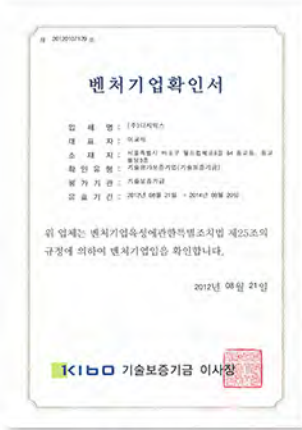 제 20120107109 호
벤처기업확인서
업 체 명 :
대 표 자 :
소 재 지 : 서울특별시 마포구
확 인 유 형 : 기술평가보증기업(기술보증기금)
평 가 기 관 : 기술보증기금
유 효 기 간 : 2012년 08월 21일 ~ 2014년 08월 20일
위 업체는 벤처기업육성에관한특별조치법 제25조의
규정에 의하여 벤처기업임을 확인합니다.
2012년 08월 21일
KIBO 기술보증기금 이사장